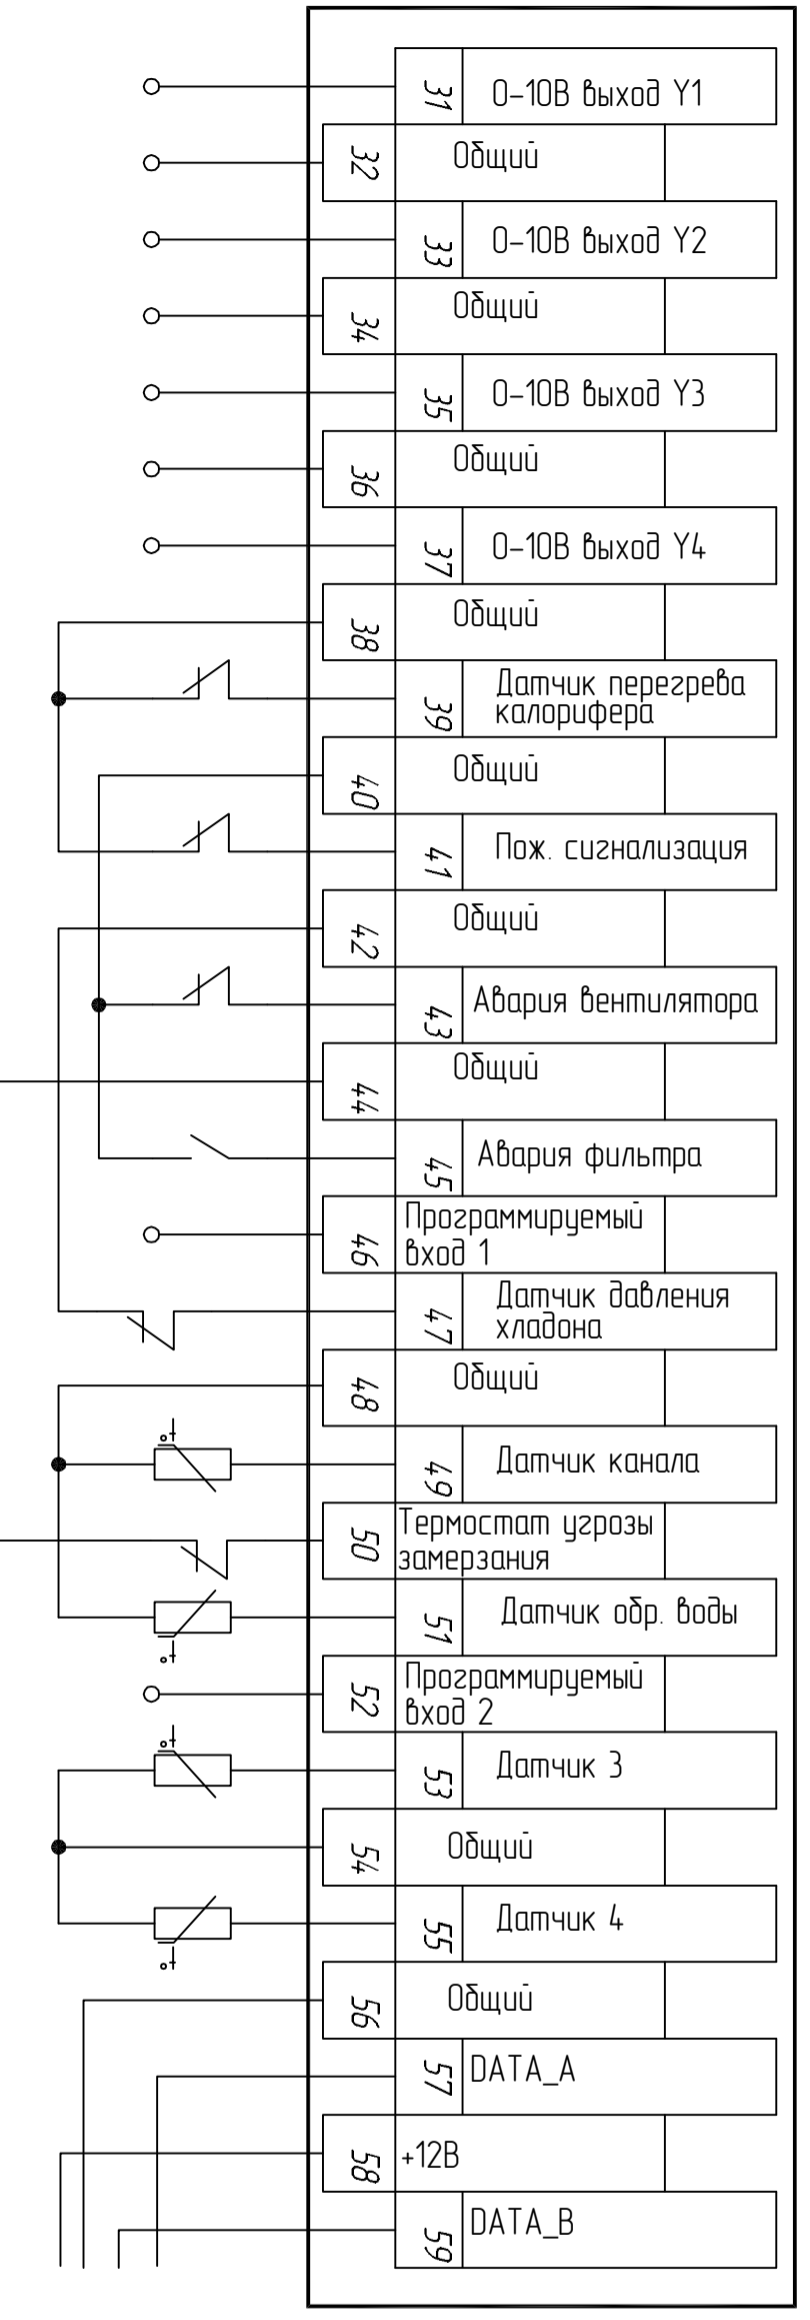 31 0-10В выход Y1
32 Общий
33 0-10В выход Y2
34 Общий
35 0-10В выход Y3
36 Общий
37 0-10В выход Y4
38 Общий
39 Датчик перегрева
калорифера
40 Общий
41 Пож. сигнализация
42 Общий
43 Авария вентилятора
44 Общий
45 Авария фильтра
46 Программируемый
вход 1
47 Датчик давления
хладона
48 Общий
t°
49 Датчик канала
50 Термостат угрозы
замерзания
51 Датчик обр. воды
t°
52 Программируемый
вход 2
t°
53 Датчик 3
54 Общий
55 Датчик 4
t°
56 Общий
57 DATA_A
58 +12В
59 DATA_B